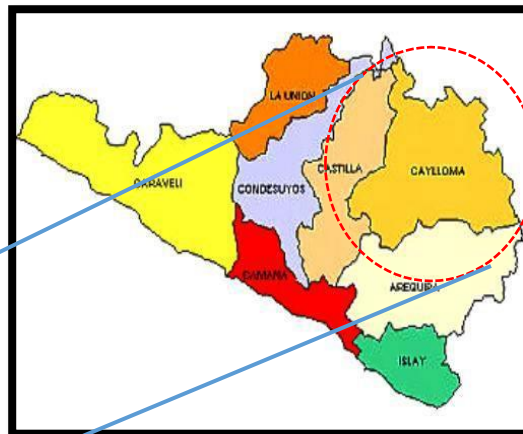 LA UNION
CARAVELI
CONDESUYOS
CASTILLA
CAYLLOMA
CAMANA
AREQUIPA
ISLAY